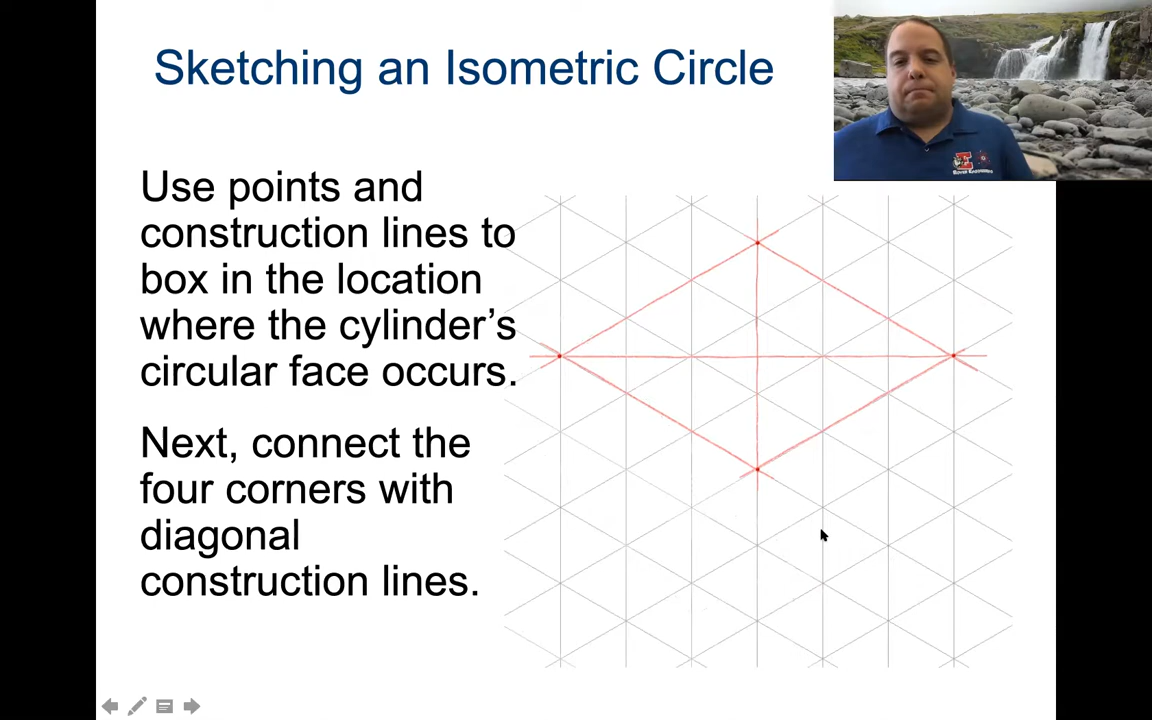 Sketching an Isometric Circle
Use points and
construction lines to
box in the location
where the cylinder’s
circular face occurs.
Next, connect the
four corners with
diagonal
construction lines.